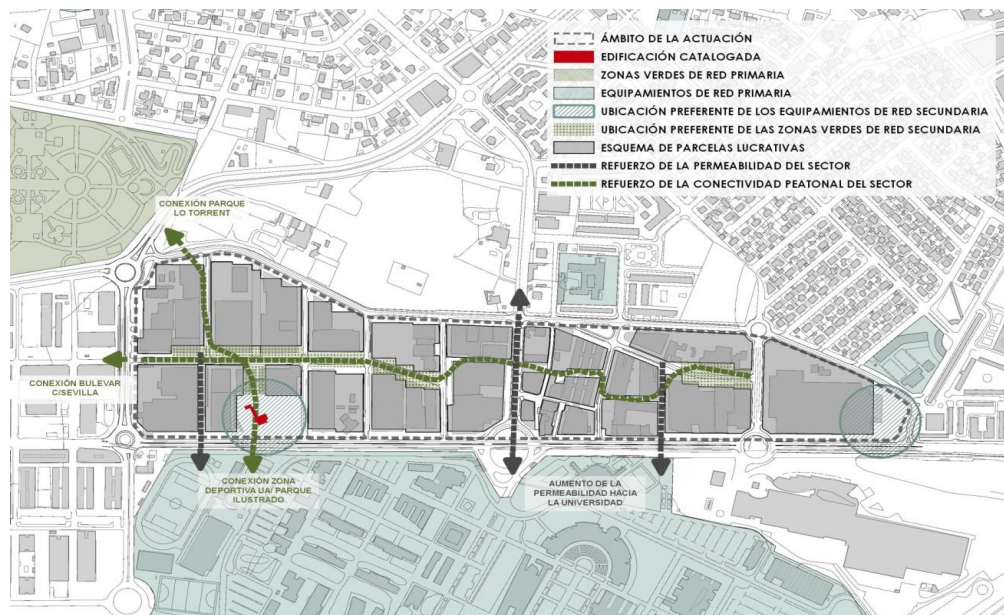 ÁMBITO DE LA ACTUACIÓN
EDIFICACIÓN CATALOGADA
ZONAS VERDES DE RED PRIMARIA
EQUIPAMIENTOS DE RED PRIMARIA
UBICACIÓN PREFERENTE DE LOS EQUIPAMIENTOS DE RED SECUNDARIA
UBICACIÓN PREFERENTE DE LAS ZONAS VERDES DE RED SECUNDARIA
ESQUEMA DE PARCELAS LUCRATIVAS
REFUERZO DE LA PERMEABILIDAD DEL SECTOR
REFUERZO DE LA CONECTIVIDAD PEATONAL DEL SECTOR
CONEXIÓN PARQUE
LO TORRENT
CONEXIÓN BULEVAR
C/SEVILLA
CONEXIÓN ZONA
DEPORTIVA UA/ PARQUE
ILUSTRADO.
AUMENTO DE LA
PERMEABILIDAD HACIA
LA UNIVERSIDAD